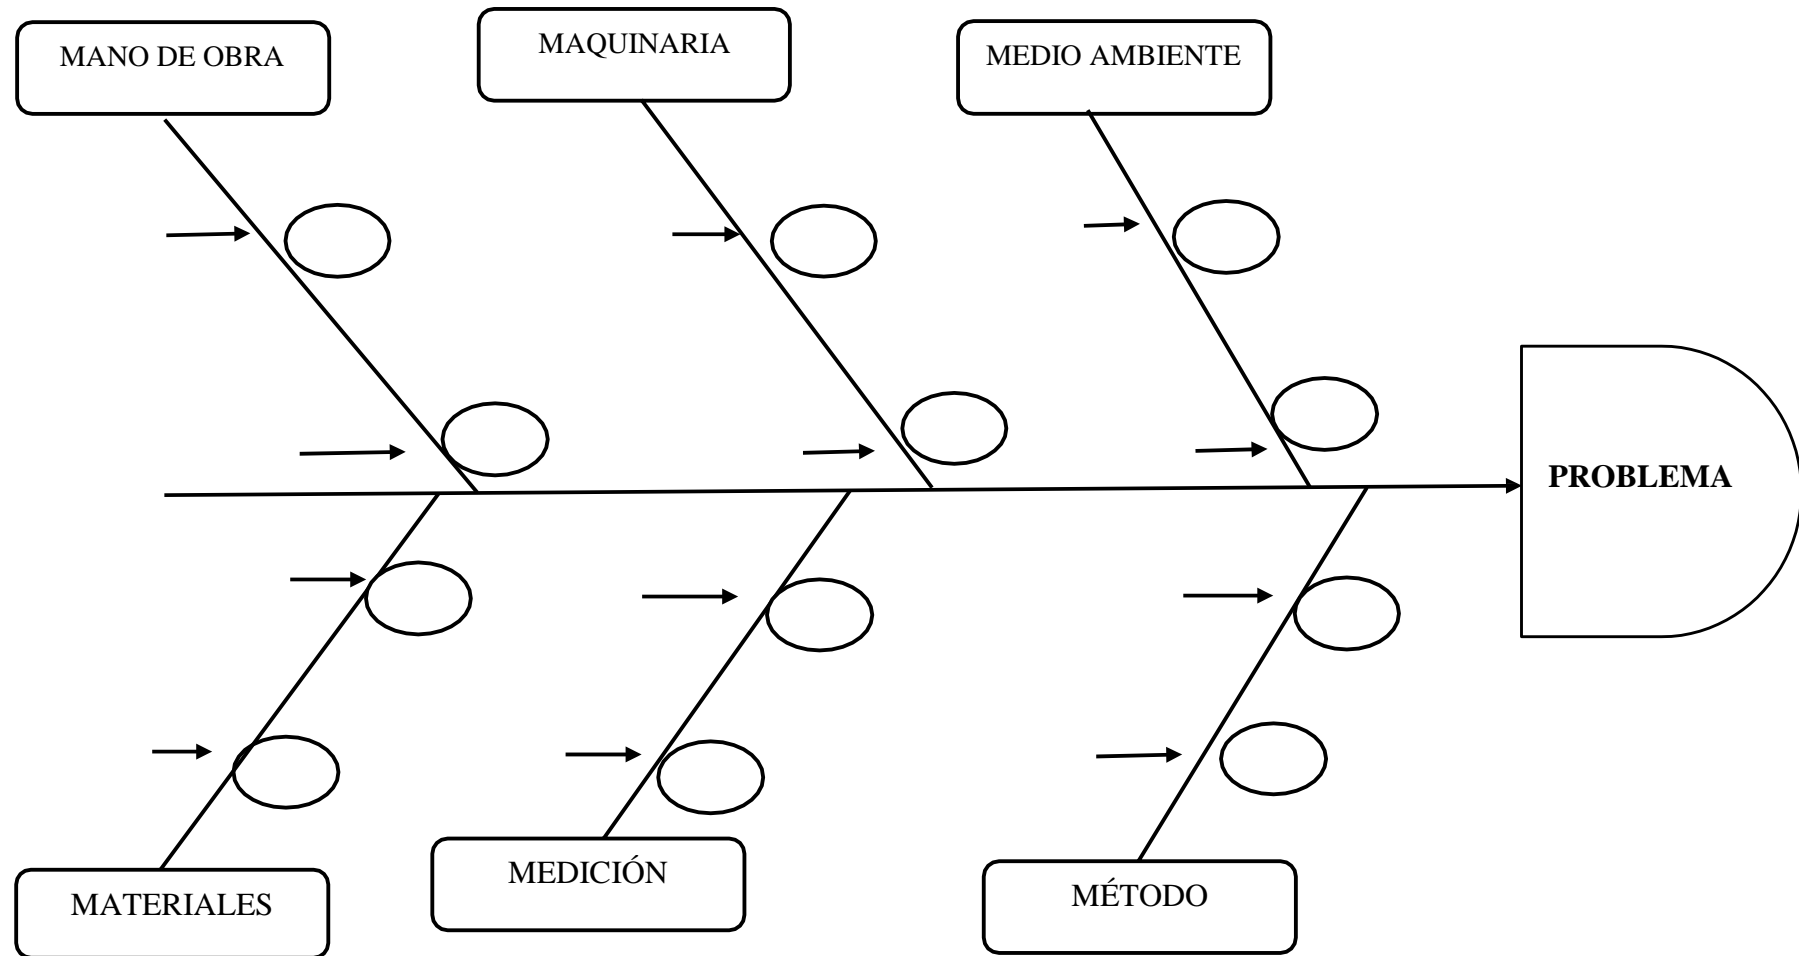 MANO DE OBRA
MAQUINARIA
MEDIO AMBIENTE
PROBLEMA
MATERIALES
MEDICIÓN
MÉTODO